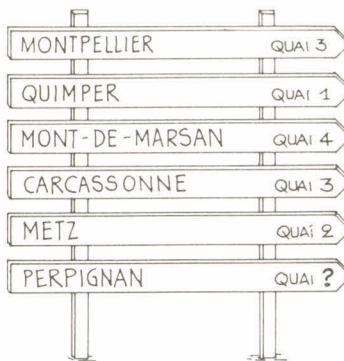 MONTPELLIER QUAI 3
QUIMPER QUAI 1
MONT-DE-MARSAN QUAI 4
CARCASSONNE QUAI 3
METZ QUAi 2
PERPIGNAN QUAI ?